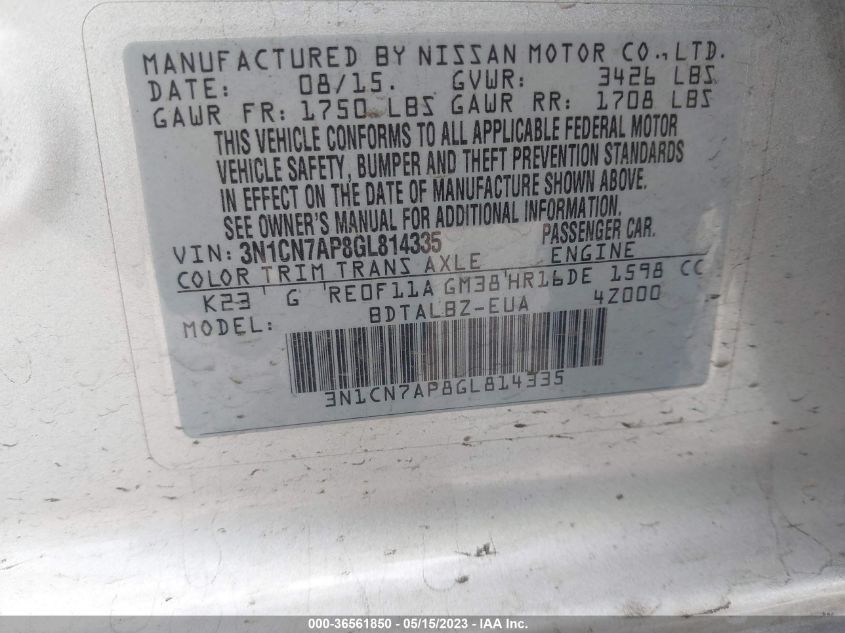 MANUFACTURED BY NISSAN MOTOR CO., LTD.
DATE: 08/15. GVWR: 3426 LBS
GAWR FR: 1750 LBS GAWR RR: 1708 LBS
THIS VEHICLE CONFORMS TO ALL APPLICABLE FEDERAL MOTOR
VEHICLE SAFETY, BUMPER AND THEFT PREVENTION STANDARDS
IN EFFECT ON THE DATE OF MANUFACTURE SHOWN ABOVE.
SEE OWNER'S MANUAL FOR ADDITIONAL INFORMATION.
VIN: 3N1CN7AP8GL814335 PASSENGER CAR.
COLOR TRIM TRANS AXLE ENGINE
K23 G RE0F11A GM38 HR16DE 1598 CC
MODEL: BDTALBZ-EUA 4Z000
3N1CN7AP8GL814335
000-36561850 - 05/15/2023 - IAA Inc.